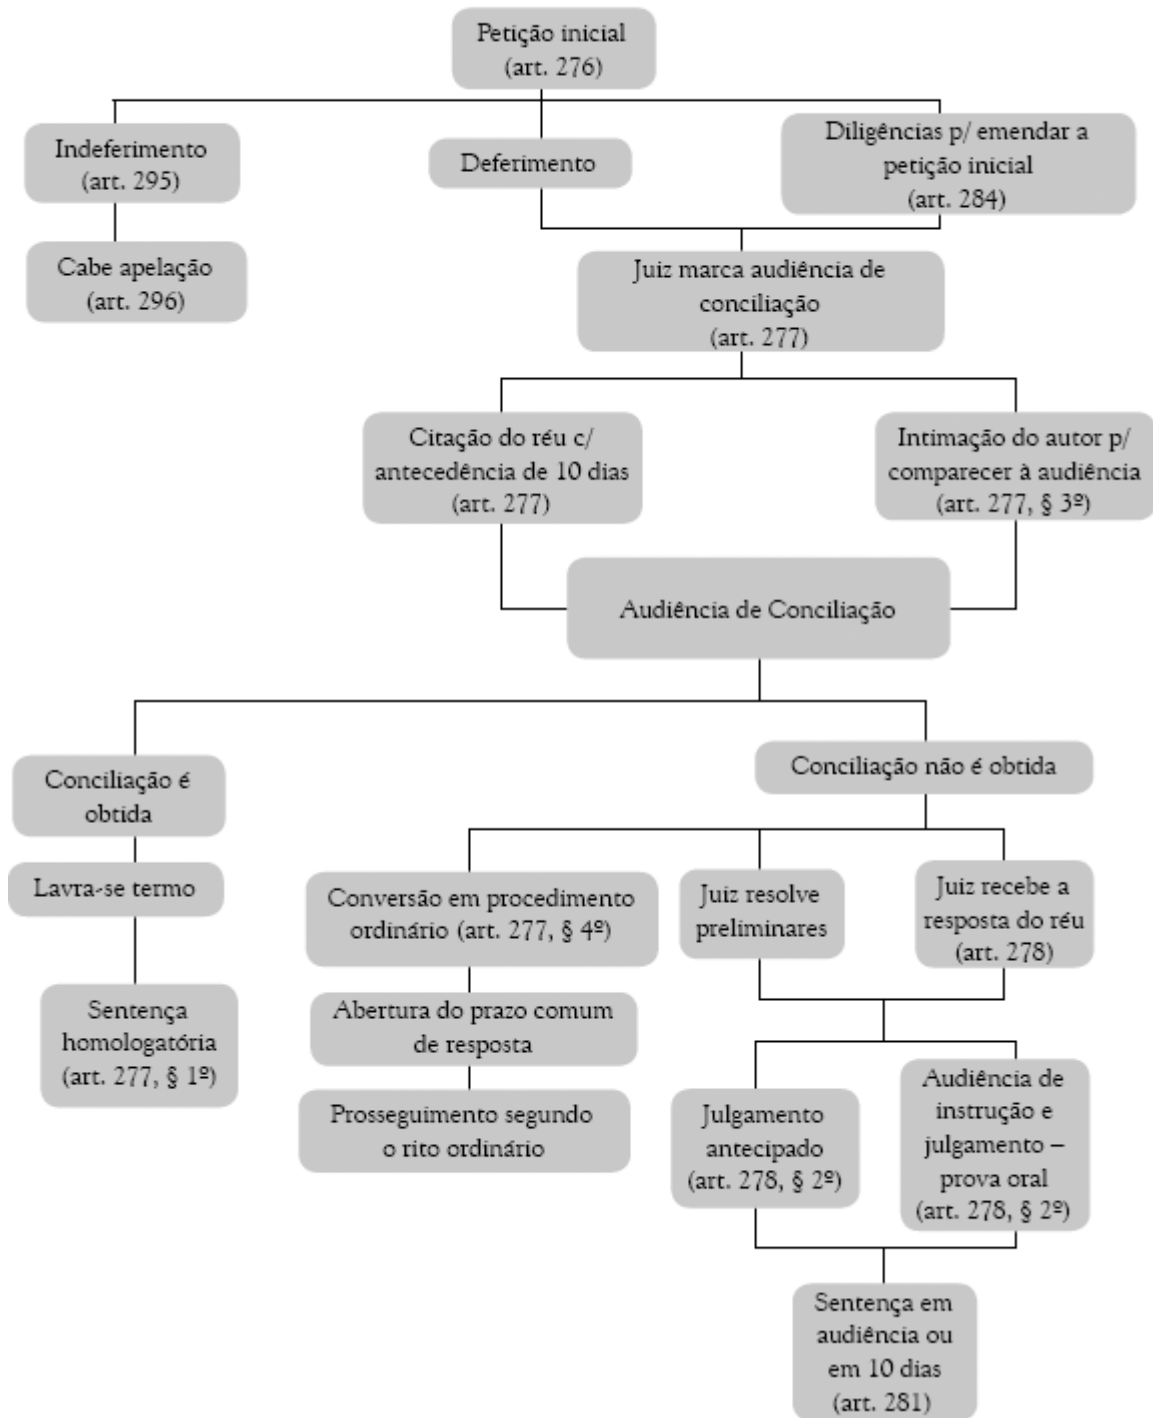 Petição inicial
(art. 276)
Indeferimento
(art. 295)
Deferimento
Diligências p/ emendar a
petição inicial
(art. 284)
Cabe apelação
(art. 296)
Juiz marca audiência de
conciliação
(art. 277)
Citação do réu c/
antecedência de 10 dias
(art. 277)
Intimação do autor p/
comparecer à audiência
(art. 277, § 3º)
Audiência de Conciliação
Conciliação é
obtida
Conciliação não é obtida
Lavra-se termo
Sentença
homologatória
(art. 277, § 1º)
Conversão em procedimento
ordinário (art. 277, § 4º)
Abertura do prazo comum
de resposta
Prosseguimento segundo
o rito ordinário
Juiz resolve
preliminares
Juiz recebe a
resposta do réu
(art. 278)
Julgamento
antecipado
(art. 278, § 2º)
Audiência de
instrução e
julgamento –
prova oral
(art. 278, § 2º)
Sentença em
audiência ou
em 10 dias
(art. 281)